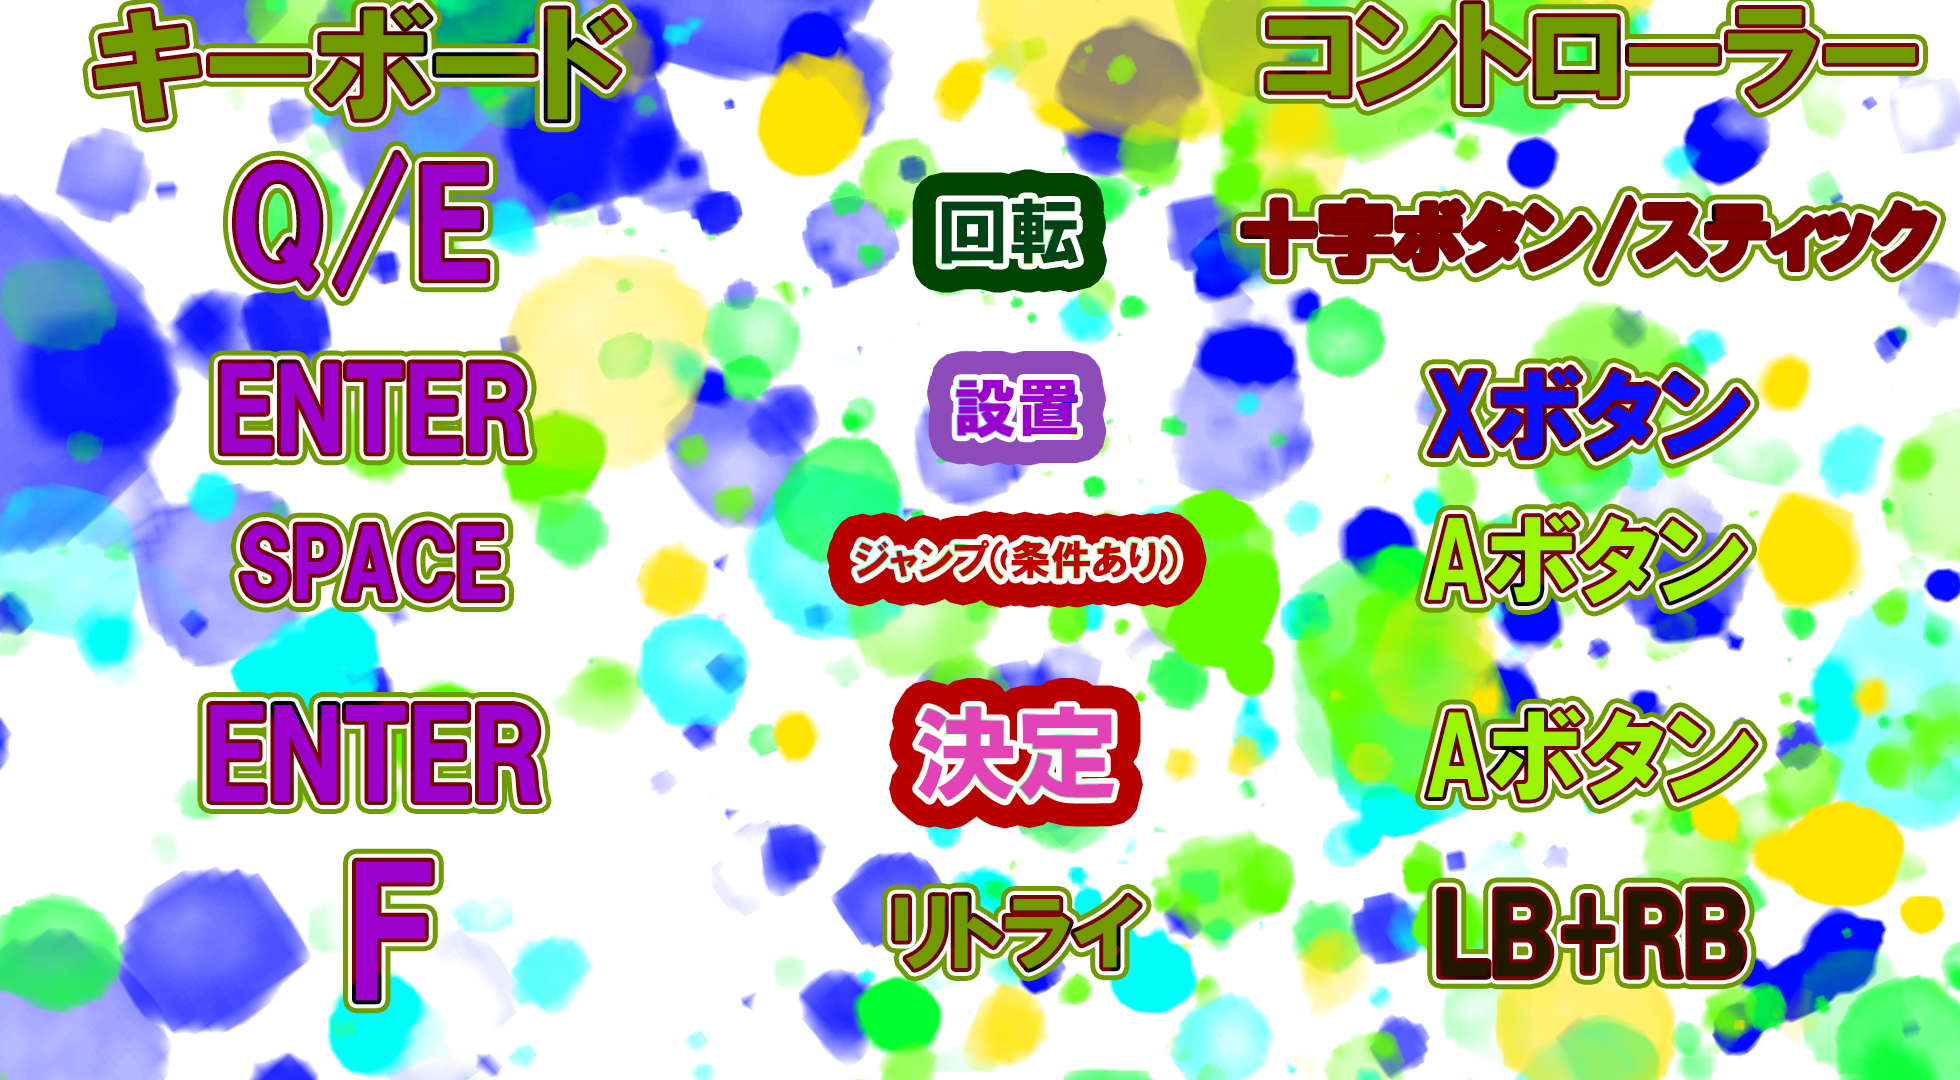 キーボード コントローラー
Q/E 回転 十字ボタン/スティック
ENTER 設置 Xボタン
SPACE ジャンプ(条件あり) Aボタン
ENTER 決定 Aボタン
F リトライ LB+RB